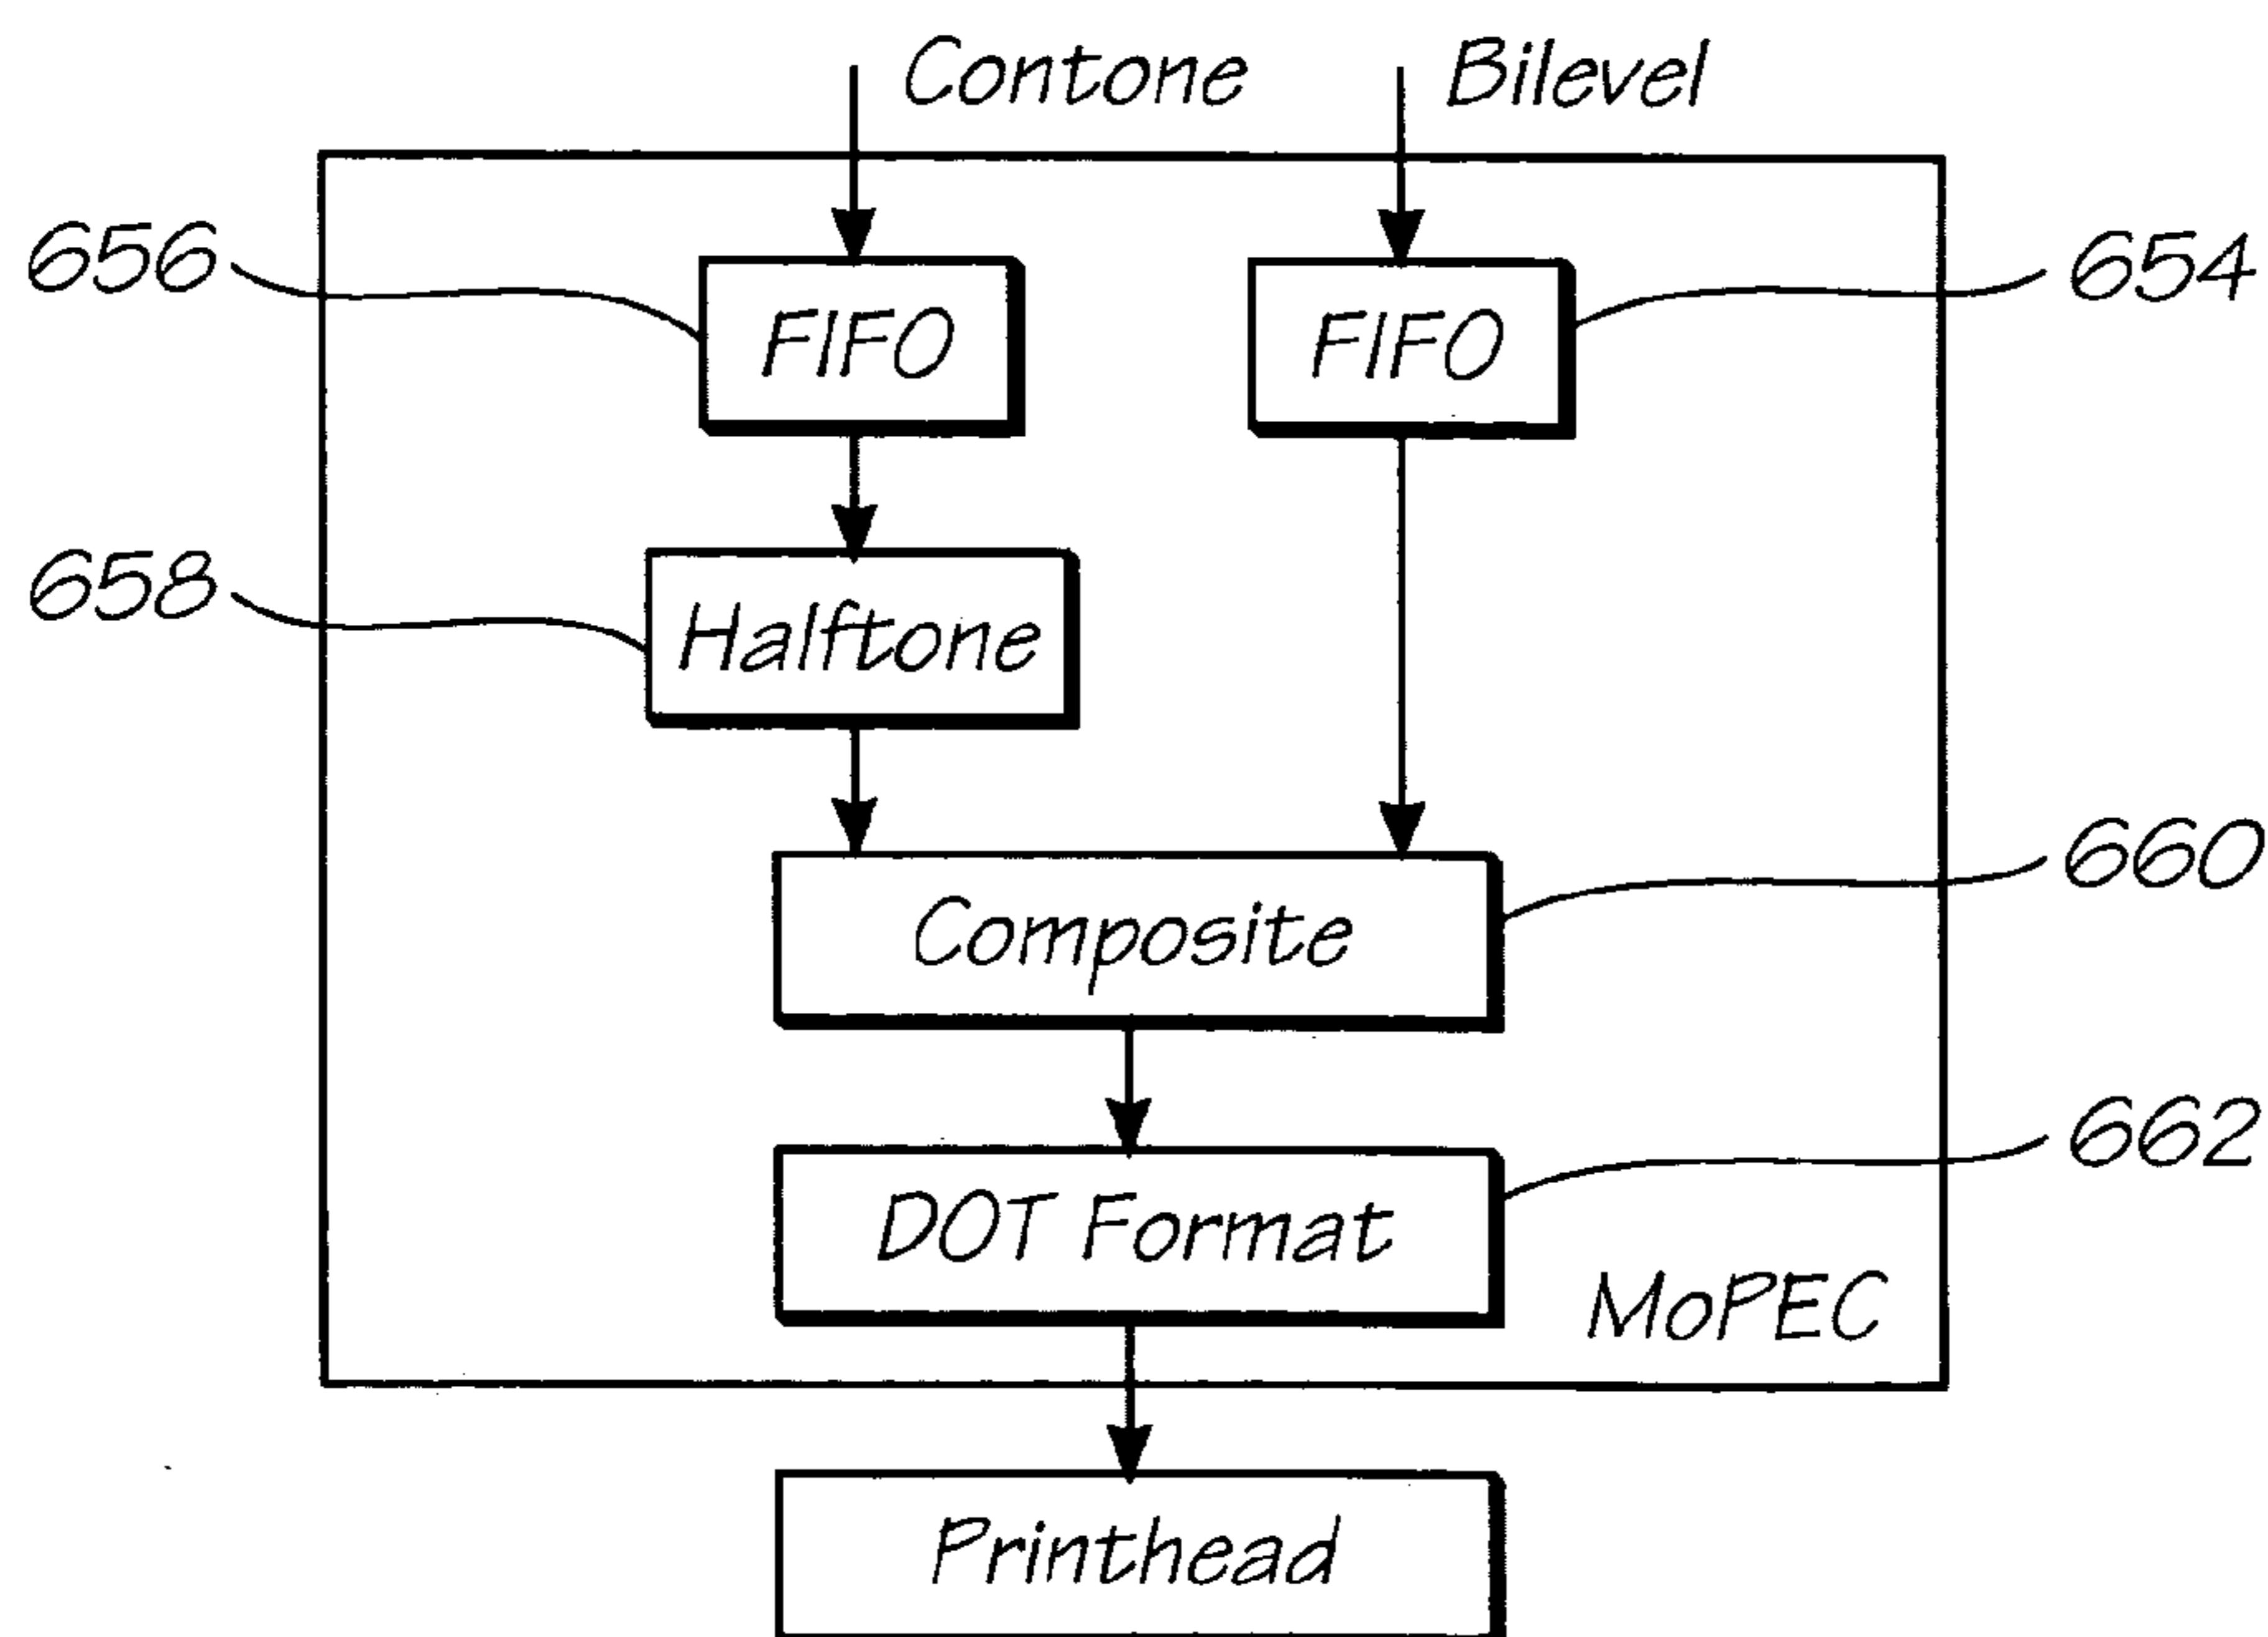 Contone
Bilevel
656
654
FIFO
FIFO
658
Halftone
660
Composite
662
DOT Format
MoPEC
Printhead